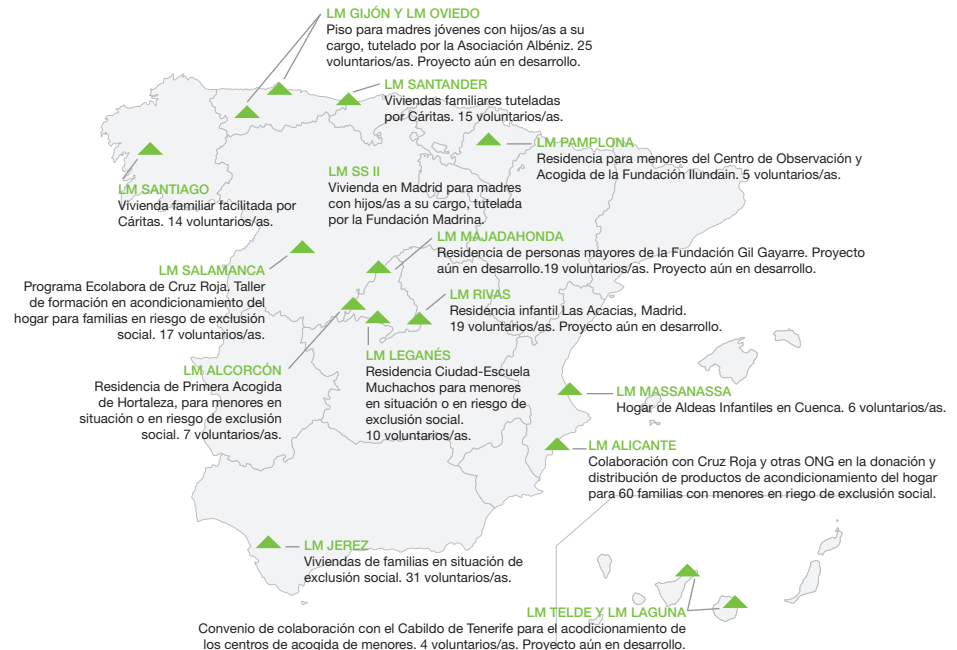 LM GIJÓN Y LM OVIEDO
Piso para madres jóvenes con hijos/as a su
cargo, tutelado por la Asociación Albéniz. 25
voluntarios/as. Proyecto aún en desarrollo.
LM SANTANDER
Viviendas familiares tuteladas
por Cáritas. 15 voluntarios/as.
LM PAMPLONA
Residencia para menores del Centro de Observación y
Acogida de la Fundación Ilundain. 5 voluntarios/as.
LM SS II
Vivienda en Madrid para madres
con hijos/as a su cargo, tutelada
por la Fundación Madrina.
LM SANTIAGO
Vivienda familiar facilitada por
Cáritas. 14 voluntarios/as.
LM MAJADAHONDA
Residencia de personas mayores de la Fundación Gil Gayarre. Proyecto
aún en desarrollo.19 voluntarios/as. Proyecto aún en desarrollo.
LM SALAMANCA
Programa Ecolabora de Cruz Roja. Taller
de formación en acondicionamiento del
hogar para familias en riesgo de exclusión
social. 17 voluntarios/as.
LM RIVAS
Residencia infantil Las Acacias, Madrid.
19 voluntarios/as. Proyecto aún en desarrollo.
LM LEGANÉS
Residencia Ciudad-Escuela
Muchachos para menores
en situación o en riesgo de
exclusión social.
10 voluntarios/as.
LM ALCORCÓN
Residencia de Primera Acogida
de Hortaleza, para menores en
situación o en riesgo de exclusión
social. 7 voluntarios/as.
LM MASSANASSA
Hogar de Aldeas Infantiles en Cuenca. 6 voluntarios/as.
LM ALICANTE
Colaboración con Cruz Roja y otras ONG en la donación y
distribución de productos de acondicionamiento del hogar
para 60 familias con menores en riego de exclusión social.
LM JEREZ
Viviendas de familias en situación de
exclusión social. 31 voluntarios/as.
LM TELDE Y LM LAGUNA
Convenio de colaboración con el Cabildo de Tenerife para el acodicionamiento de
los centros de acogida de menores. 4 voluntarios/as. Proyecto aún en desarrollo.